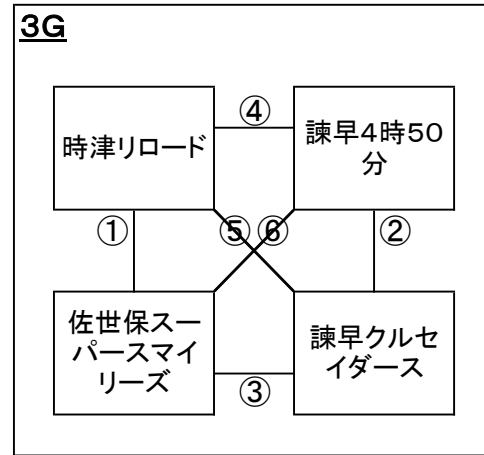 3G
④
時津リロード
諫早4時50
分
①
⑤
⑥
②
佐世保スー
パースマイ
リーズ
諫早クルセ
イダース
③